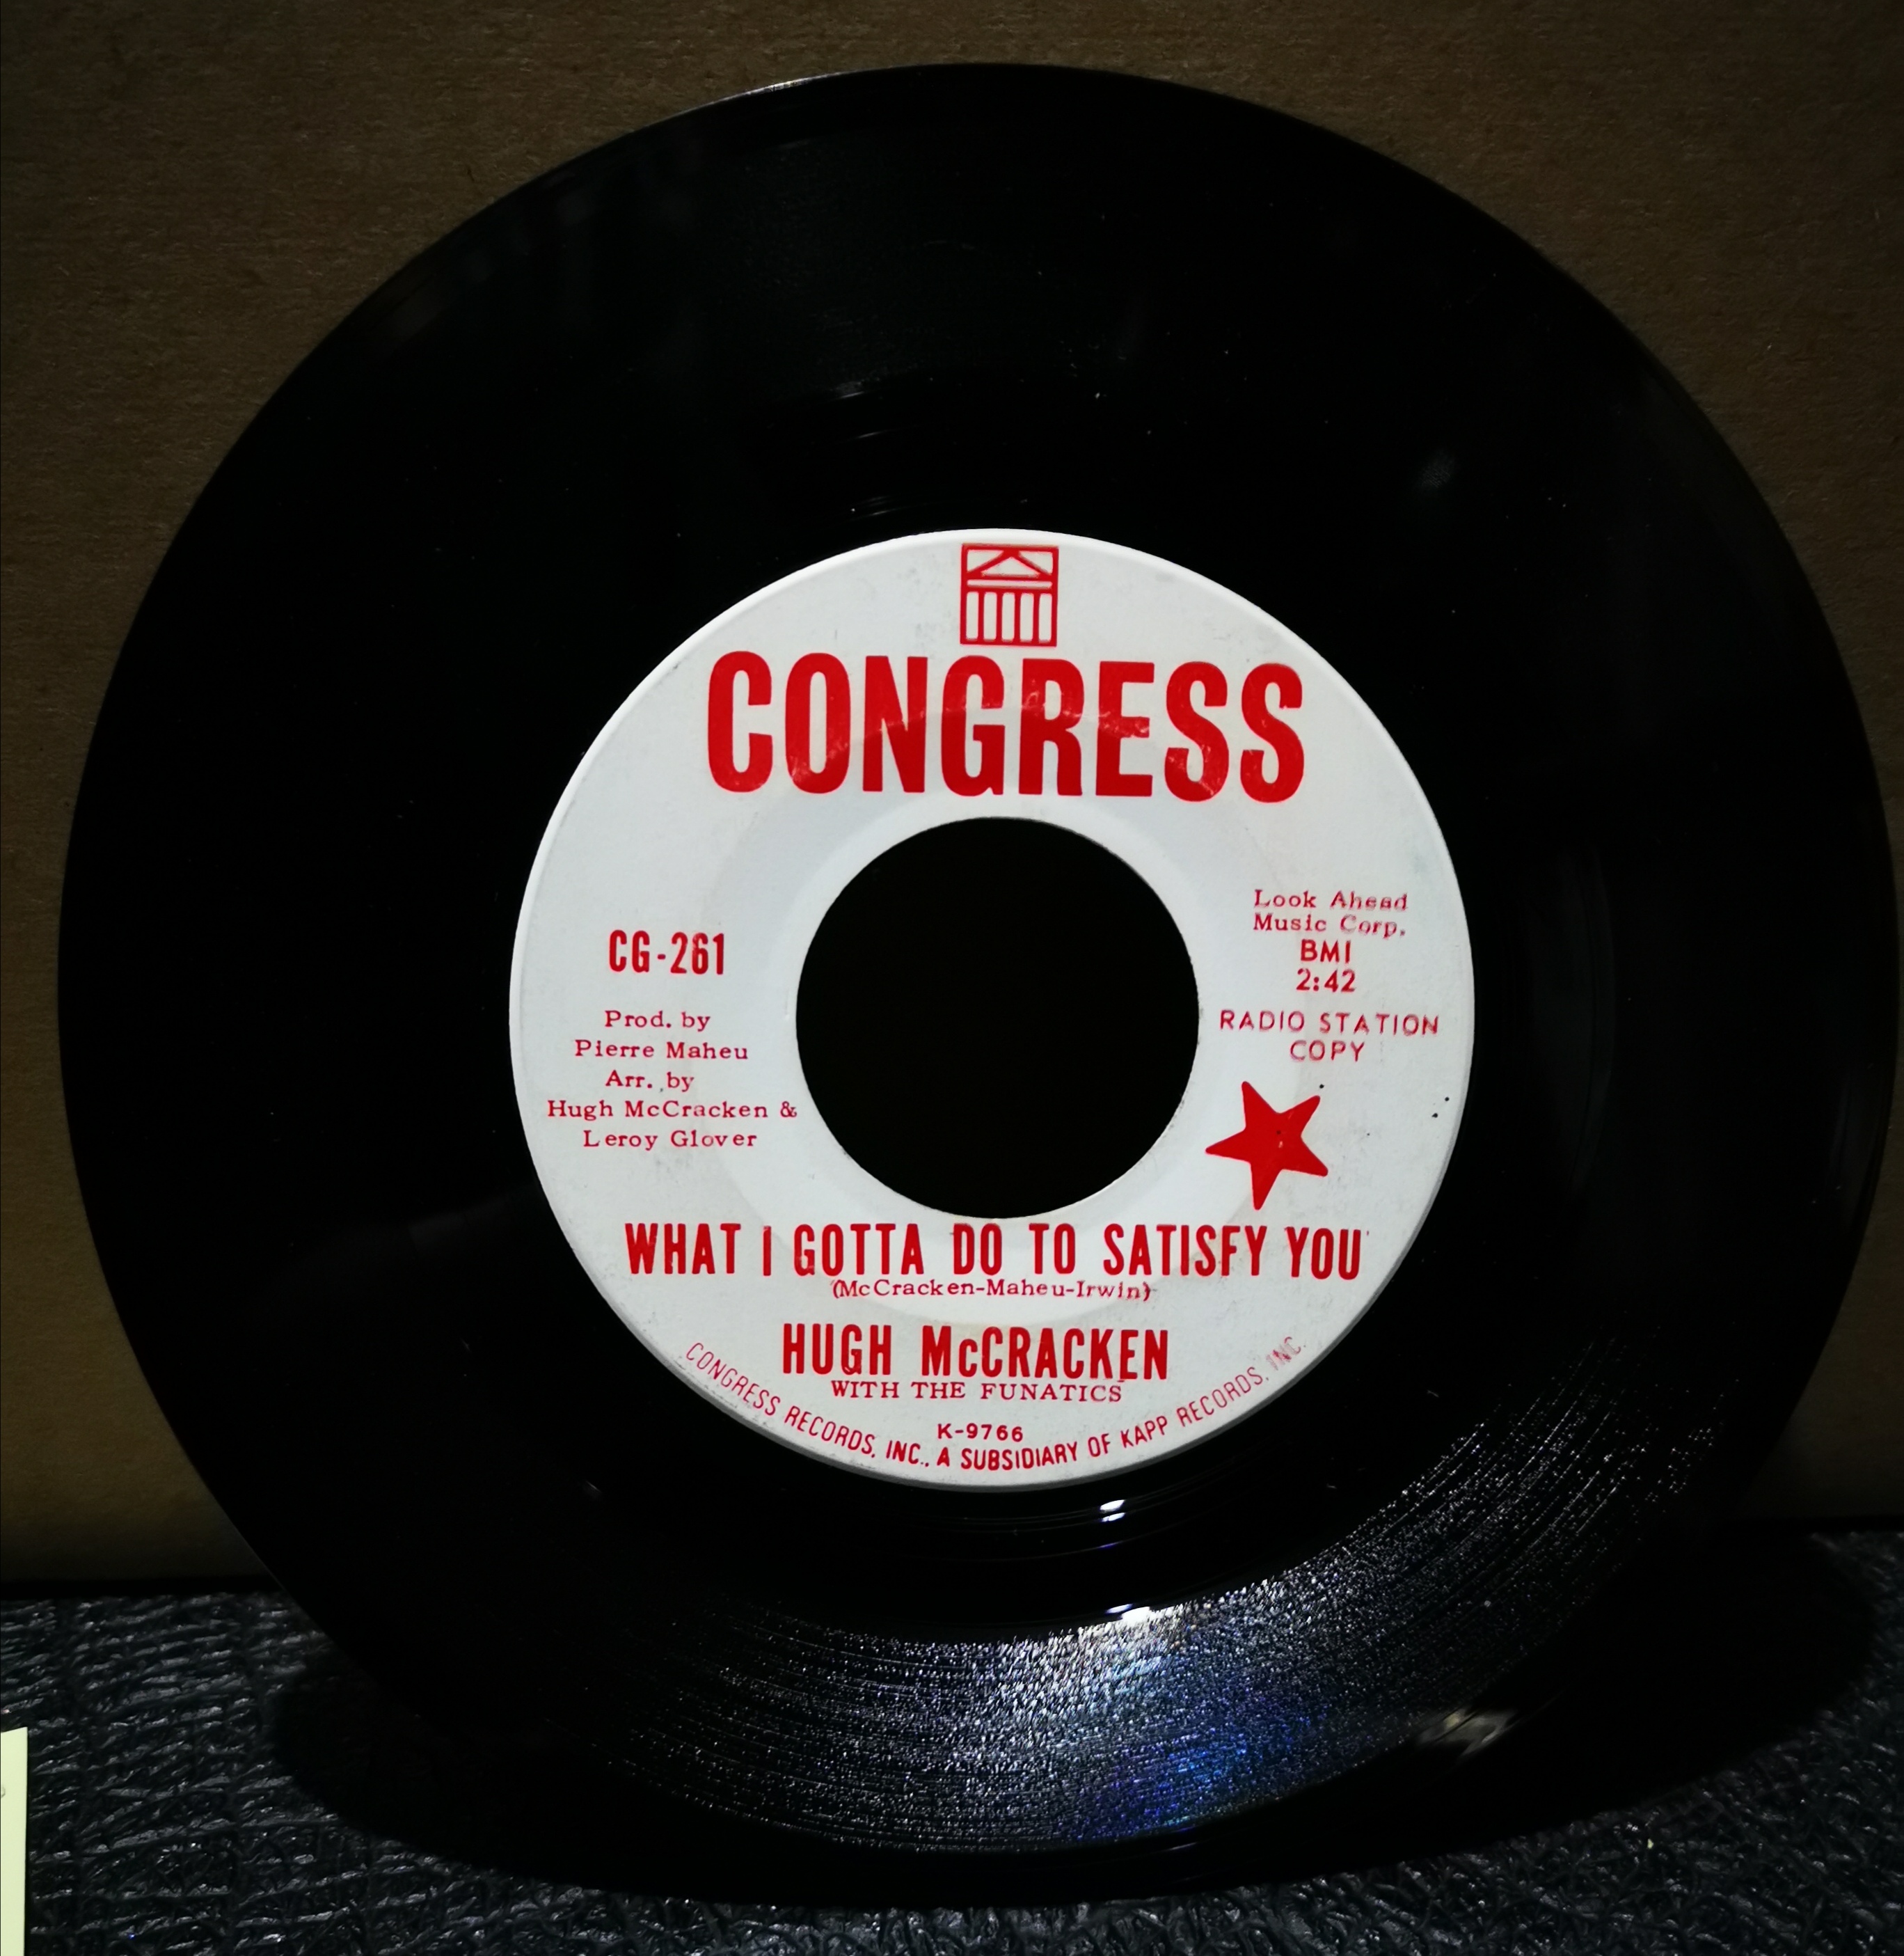 CONGRESS
CG-261
Prod. by
Pierre Maheu
Arr. by
Hugh McCracken &
Leroy Glover
Look Ahead
Music Corp.
BMI
2:42
RADIO STATION
COPY
WHAT I GOTTA DO TO SATISFY YOU
(McCracken-Maheu-Irwin)
HUGH McCRACKEN
WITH THE FUNATICS
K-9766
CONGRESS RECORDS, INC., A SUBSIDIARY OF KAPP RECORDS, INC.